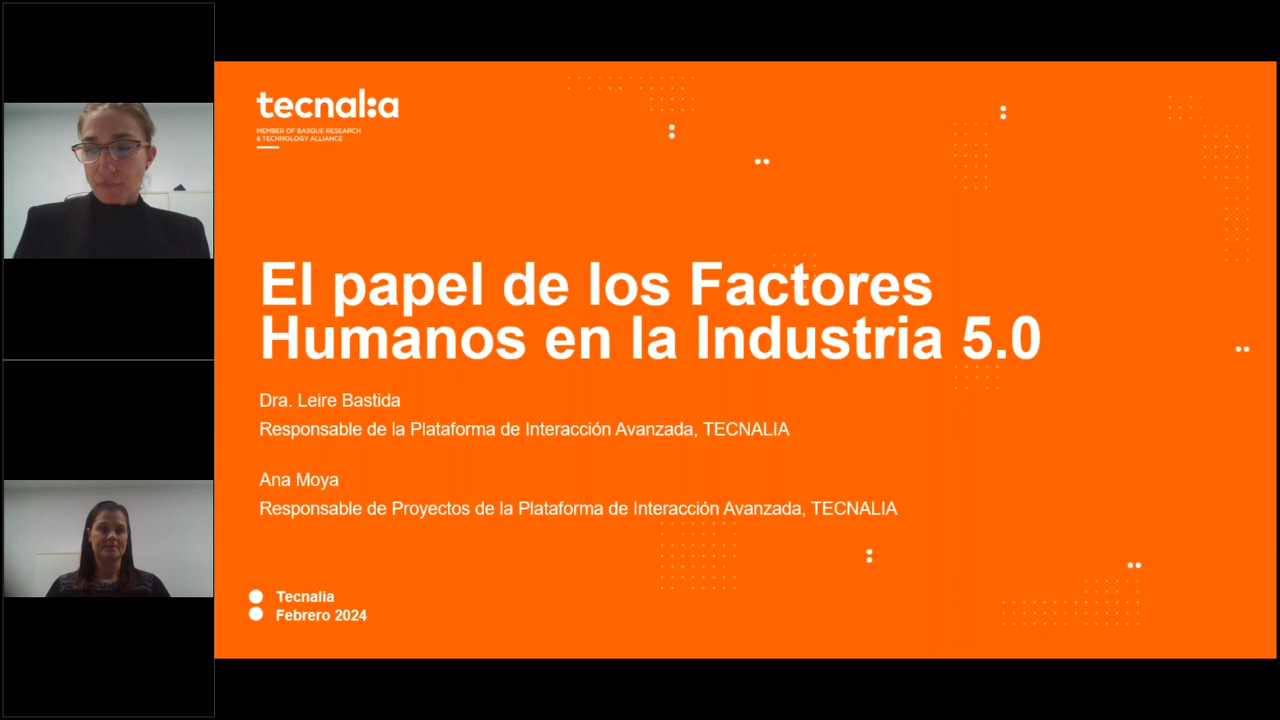 tecnal:a
MEMBER OF BASQUE RESEARCH
& TECHNOLOGY ALLIANCE
El papel de los Factores
Humanos en la Industria 5.0
Dra. Leire Bastida
Responsable de la Plataforma de Interacción Avanzada, TECNALIA
Ana Moya
Responsable de Proyectos de la Plataforma de Interacción Avanzada, TECNALIA
Tecnalia
Febrero 2024